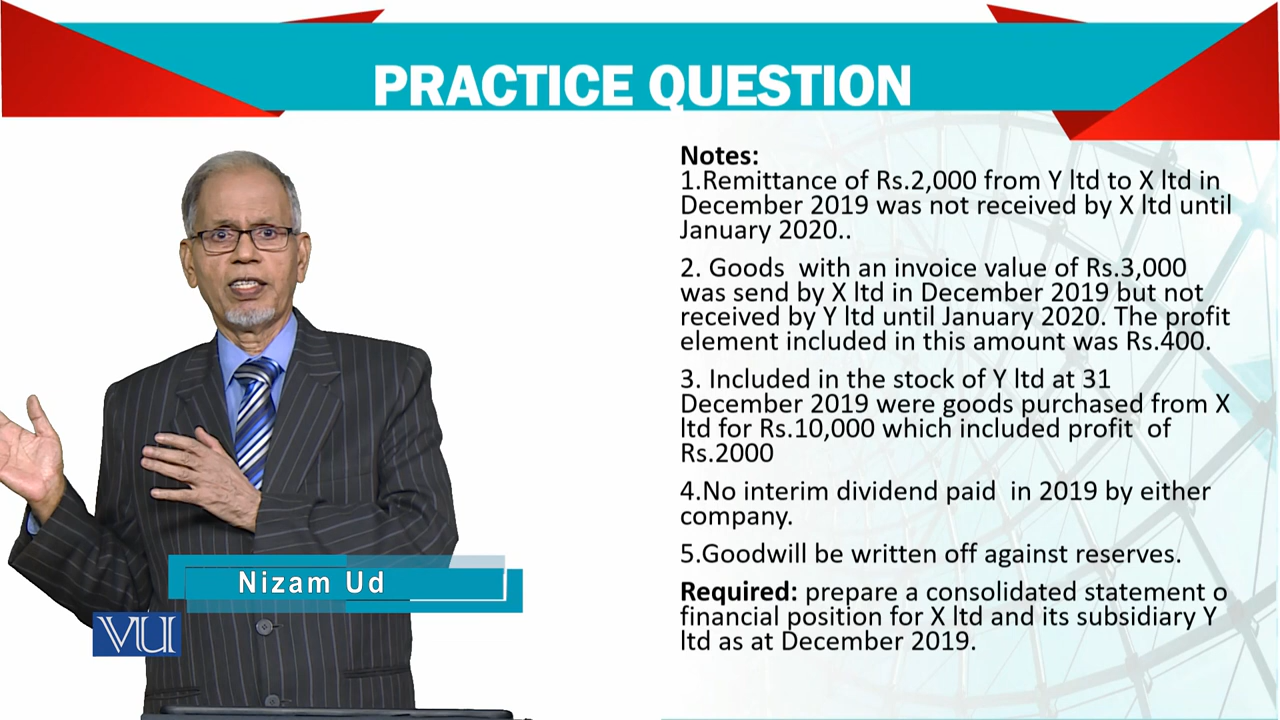 PRACTICE QUESTION
Notes:
1.Remittance of Rs.2,000 from Y ltd to X ltd in
December 2019 was not received by X ltd until
January 2020..
2. Goods with an invoice value of Rs.3,000
was send by X ltd in December 2019 but not
received by Y ltd until January 2020. The profit
element included in this amount was Rs.400.
3. Included in the stock of Y ltd at 31
December 2019 were goods purchased from X
ltd for Rs.10,000 which included profit of
Rs.2000
4.No interim dividend paid in 2019 by either
company.
5.Goodwill be written off against reserves.
Required: prepare a consolidated statement o
financial position for X ltd and its subsidiary Y
ltd as at December 2019.
Nizam Ud
VU